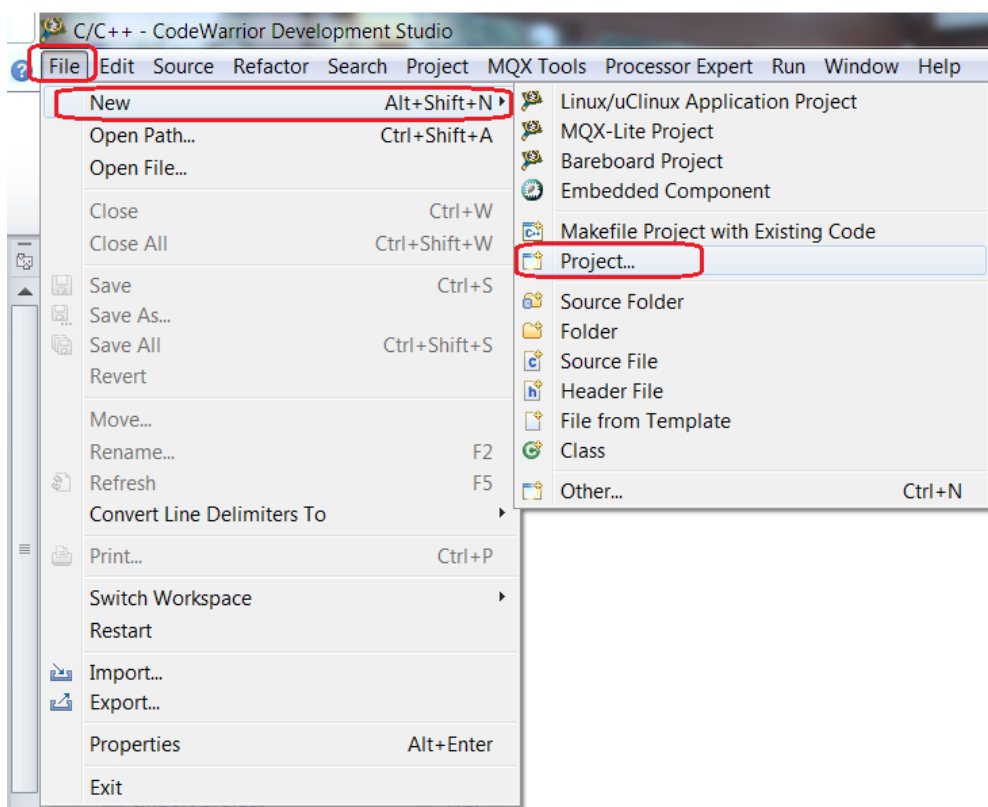 C/C++ - CodeWarrior Development Studio
File Edit Source Refactor Search Project MQX Tools Processor Expert Run Window Help
New Alt+Shift+N
Open Path... Ctrl+Shift+A
Open File...
Close Ctrl+W
Close All Ctrl+Shift+W
Save Ctrl+S
Save As...
Save All Ctrl+Shift+S
Revert
Move...
Rename... F2
Refresh F5
Convert Line Delimiters To
Print... Ctrl+P
Switch Workspace
Restart
Import...
Export...
Properties Alt+Enter
Exit
Linux/uClinux Application Project
MQX-Lite Project
Bareboard Project
Embedded Component
Makefile Project with Existing Code
Project...
Source Folder
Folder
Source File
Header File
File from Template
Class
Other... Ctrl+N